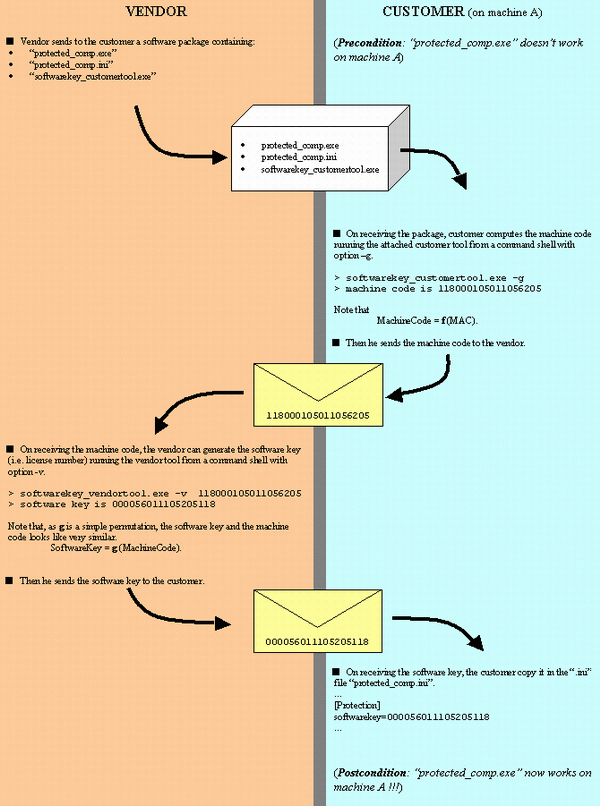 VENDOR
CUSTOMER (on machine A)
■ Vendor sends to the customer a software package containing:
• “protected_comp.exe”
• “protected_comp.ini”
• “softwarekey_customertool.exe”
(Precondition: “protected_comp.exe” doesn’t work
on machine A)
• protected_comp.exe
• protected_comp.ini
• softwarekey_customertool.exe
■ On receiving the package, customer computes the machine code
running the attached customer tool from a command shell with
option –g.
> softwarekey_customertool.exe -g
> machine code is 118000105011056205
Note that
MachineCode = f(MAC).
■ Then he sends the machine code to the vendor.
118000105011056205
■ On receiving the machine code, the vendor can generate the software key
(i.e. license number) running the vendor tool from a command shell with
option -v.
> softwarekey_vendortool.exe -v 118000105011056205
> software key is 000056011105205118
Note that, as g is a simple permutation, the software key and the machine
code looks like very similar.
SoftwareKey = g(MachineCode).
■ Then he sends the software key to the customer.
000056011105205118
■ On receiving the software key, the customer copy it in the “.ini”
file “protected_comp.ini”.
...
[Protection]
softwarekey=000056011105205118
...
(Postcondition: “protected_comp.exe” now works on
machine A !!!)